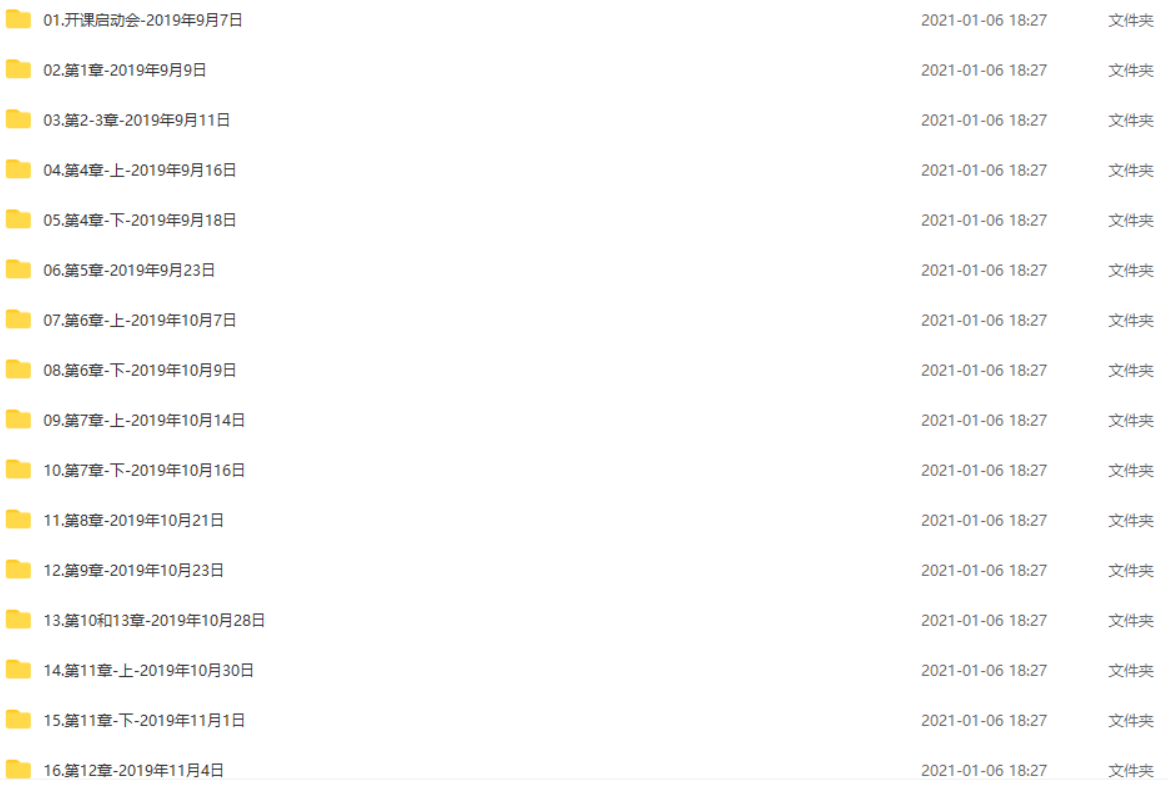 01.开课启动会-2019年9月7日 2021-01-06 18:27 文件夹
02.第1章-2019年9月9日 2021-01-06 18:27 文件夹
03.第2-3章-2019年9月11日 2021-01-06 18:27 文件夹
04.第4章-上-2019年9月16日 2021-01-06 18:27 文件夹
05.第4章-下-2019年9月18日 2021-01-06 18:27 文件夹
06.第5章-2019年9月23日 2021-01-06 18:27 文件夹
07.第6章-上-2019年10月7日 2021-01-06 18:27 文件夹
08.第6章-下-2019年10月9日 2021-01-06 18:27 文件夹
09.第7章-上-2019年10月14日 2021-01-06 18:27 文件夹
10.第7章-下-2019年10月16日 2021-01-06 18:27 文件夹
11.第8章-2019年10月21日 2021-01-06 18:27 文件夹
12.第9章-2019年10月23日 2021-01-06 18:27 文件夹
13.第10和13章-2019年10月28日 2021-01-06 18:27 文件夹
14.第11章-上-2019年10月30日 2021-01-06 18:27 文件夹
15.第11章-下-2019年11月1日 2021-01-06 18:27 文件夹
16.第12章-2019年11月4日 2021-01-06 18:27 文件夹